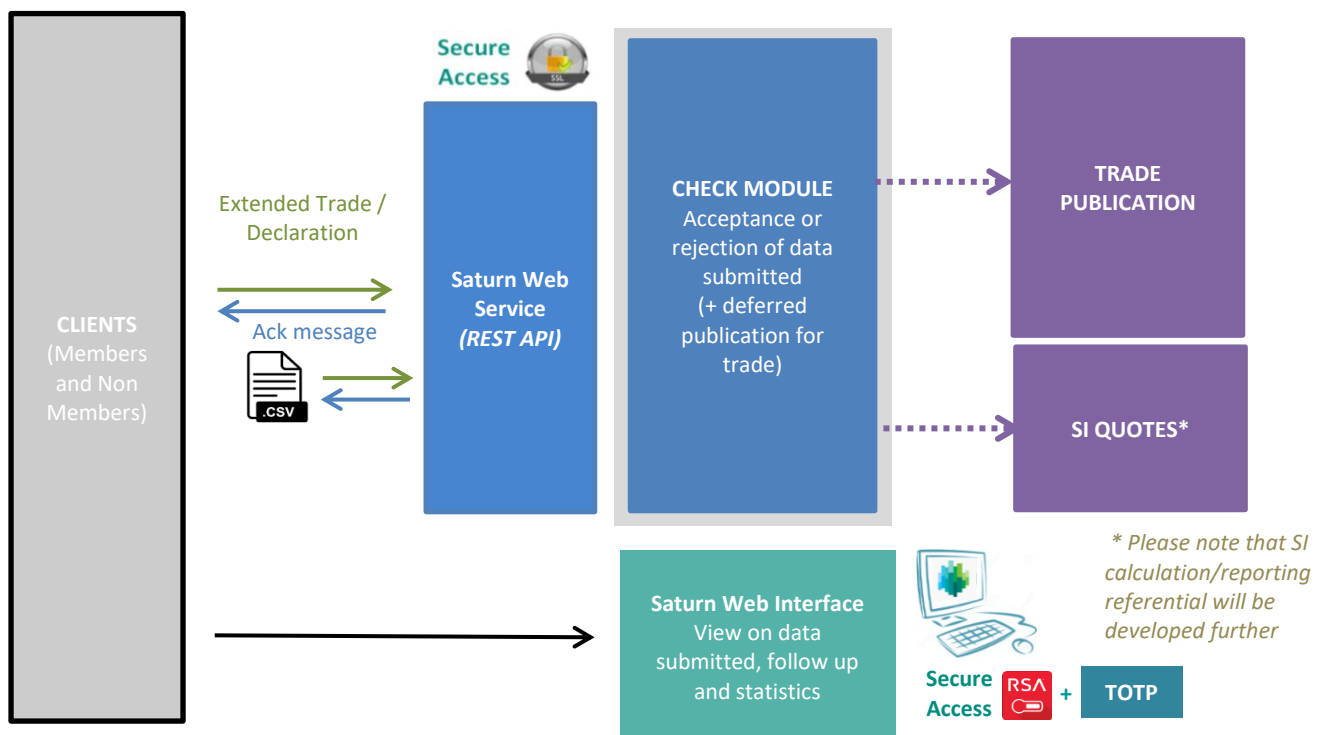 Secure
Access
SSL
Extended Trade /
Declaration
Ack message
.CSV
CLIENTS
(Members
and Non
Members)
Saturn Web
Service
(REST API)
CHECK MODULE
Acceptance or
rejection of data
submitted
(+ deferred
publication for
trade)
TRADE
PUBLICATION
SI QUOTES*
* Please note that SI
calculation/reporting
referential will be
developed further
Saturn Web Interface
View on data
submitted, follow up
and statistics
Secure
Access
RSA
+
TOTP